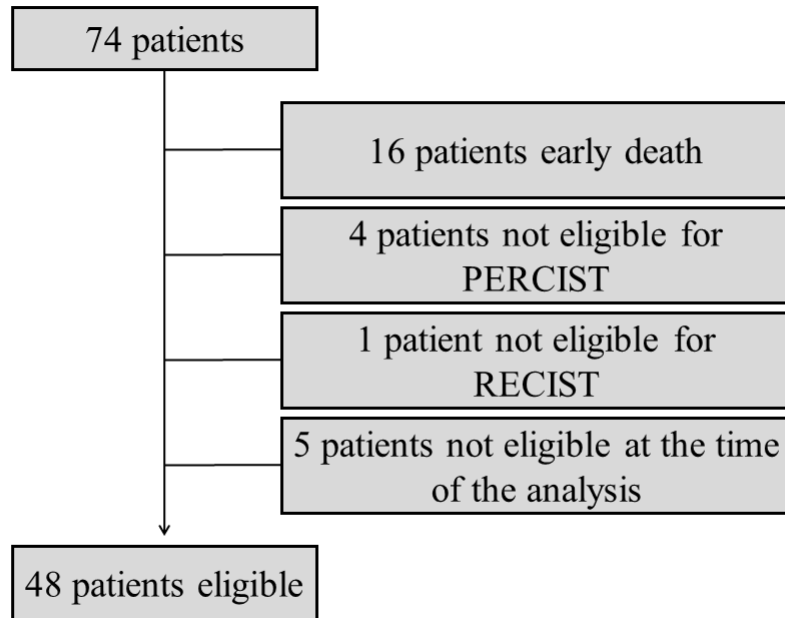 74 patients
16 patients early death
4 patients not eligible for
PERCIST
1 patient not eligible for
RECIST
5 patients not eligible at the time
of the analysis
48 patients eligible